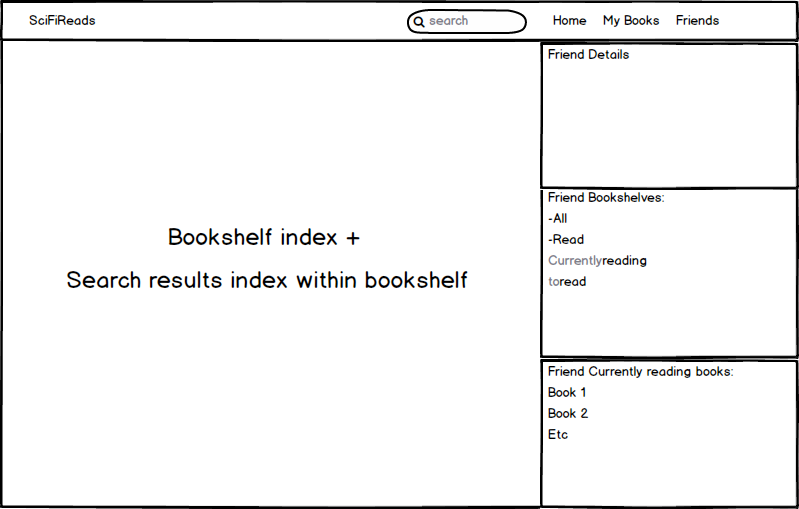 SciFiReads
search
Home My Books Friends
Bookshelf index +
Search results index within bookshelf
Friend Details
Friend Bookshelves:
-All
-Read
Currentlyreading
toread
Friend Currently reading books:
Book 1
Book 2
Etc